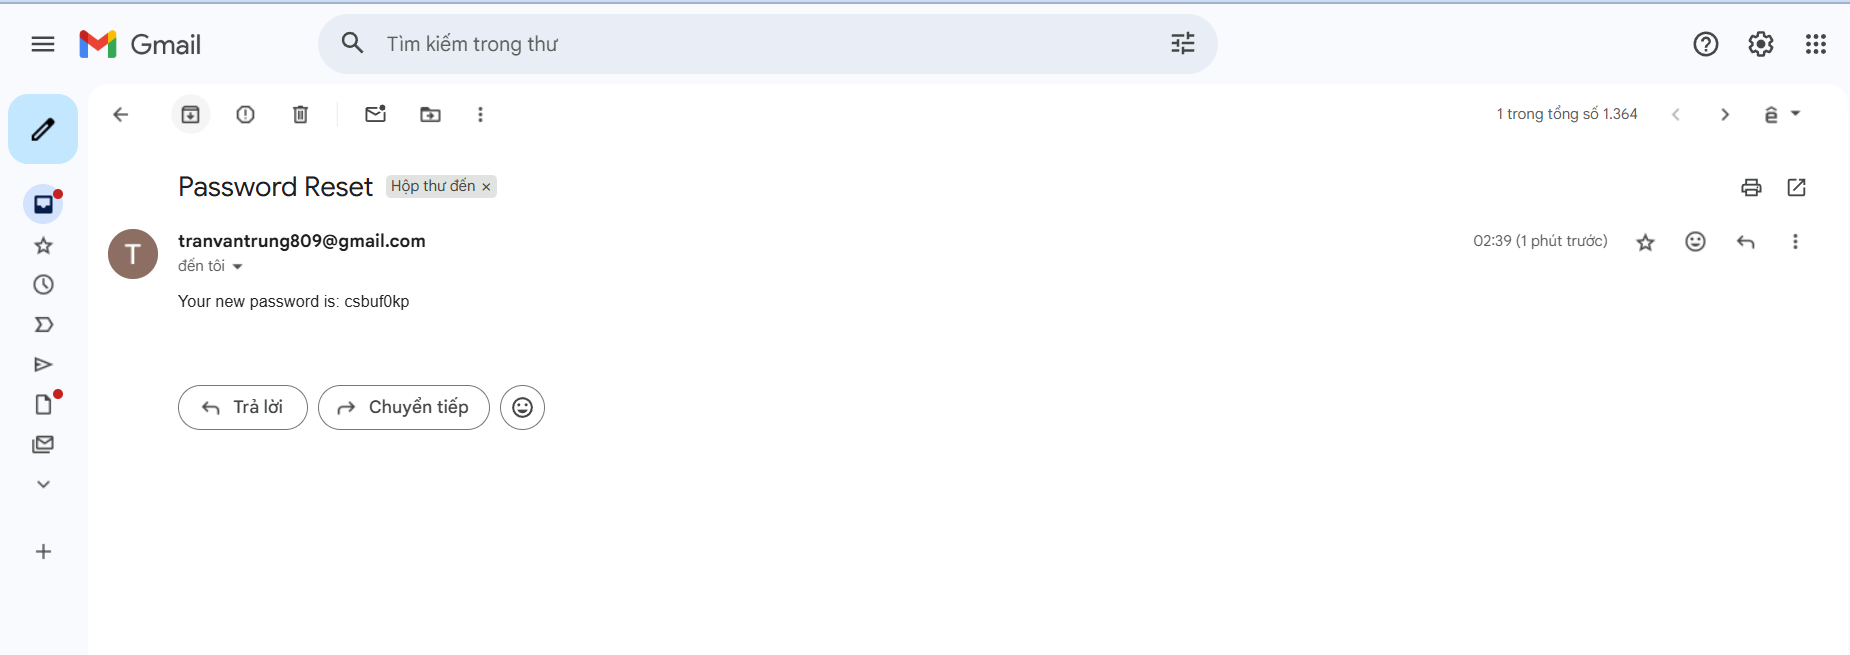 Gmail
Tìm kiếm trong thư
1 trong tổng số 1.364
ê
Password Reset Hộp thư đến ×
T
tranvantrung809@gmail.com
02:39 (1 phút trước)
đến tôi
Your new password is: csbuf0kp
Trả lời
Chuyển tiếp